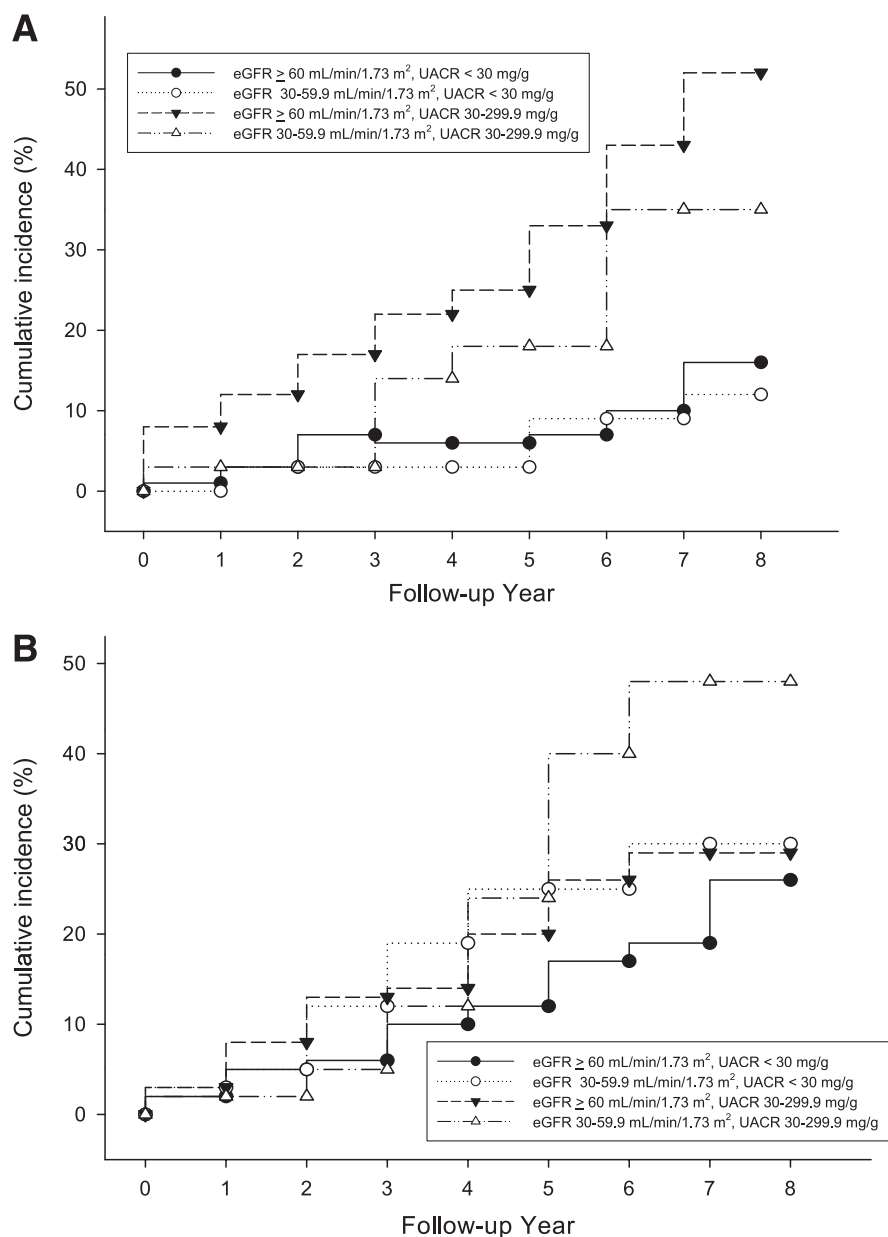 A
eGFR ≥ 60 mL/min/1.73 m², UACR < 30 mg/g
eGFR 30-59.9 mL/min/1.73 m², UACR < 30 mg/g
eGFR ≥ 60 mL/min/1.73 m², UACR 30-299.9 mg/g
eGFR 30-59.9 mL/min/1.73 m², UACR 30-299.9 mg/g
Cumulative incidence (%)
50
40
30
20
10
0
0 1 2 3 4 5 6 7 8
Follow-up Year
B
Cumulative incidence (%)
50
40
30
20
10
0
eGFR ≥ 60 mL/min/1.73 m², UACR < 30 mg/g
eGFR 30-59.9 mL/min/1.73 m², UACR < 30 mg/g
eGFR ≥ 60 mL/min/1.73 m², UACR 30-299.9 mg/g
eGFR 30-59.9 mL/min/1.73 m², UACR 30-299.9 mg/g
0 1 2 3 4 5 6 7 8
Follow-up Year